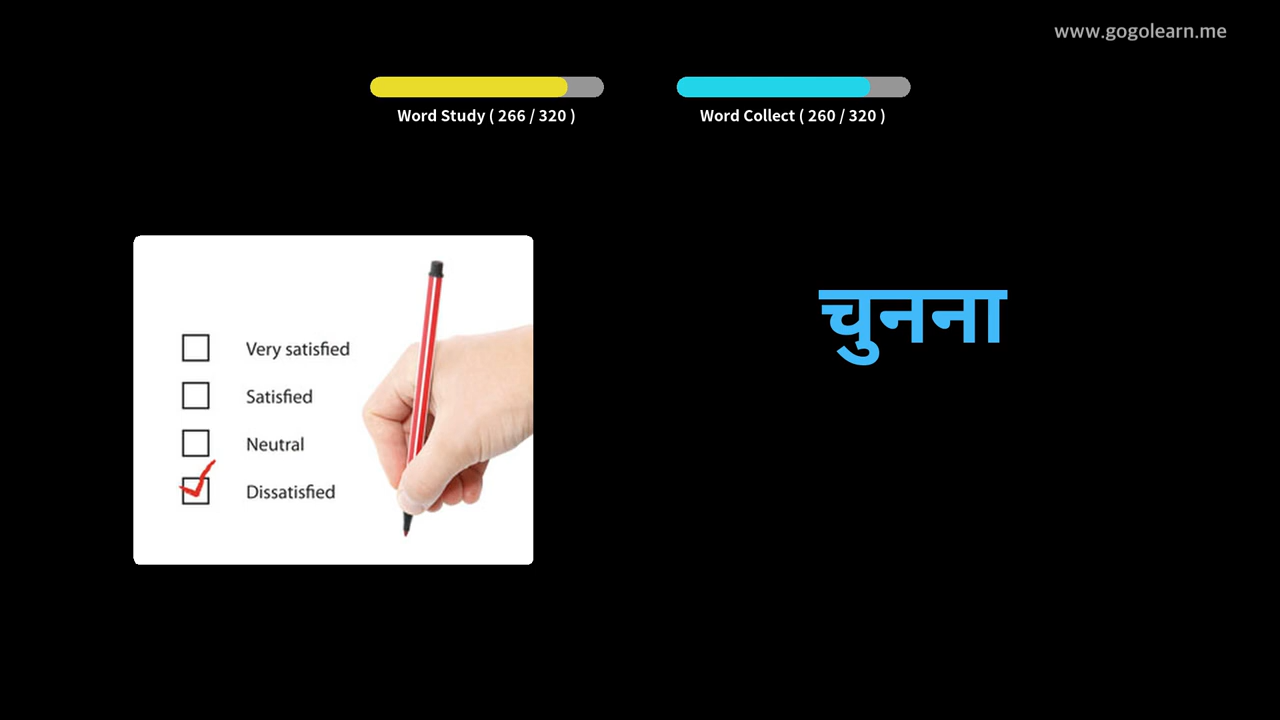 www.gogolearn.me
Word Study ( 266 / 320 )
Word Collect ( 260 / 320 )
Very satisfied
Satisfied
Neutral
Dissatisfied
चुनना